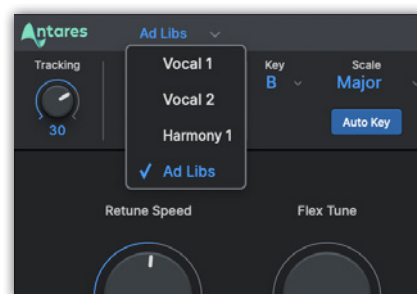 Antares
Ad Libs
Tracking
30
Vocal 1
Vocal 2
Harmony 1
Ad Libs
Key
B
Scale
Major
Auto Key
Retune Speed
Flex Tune